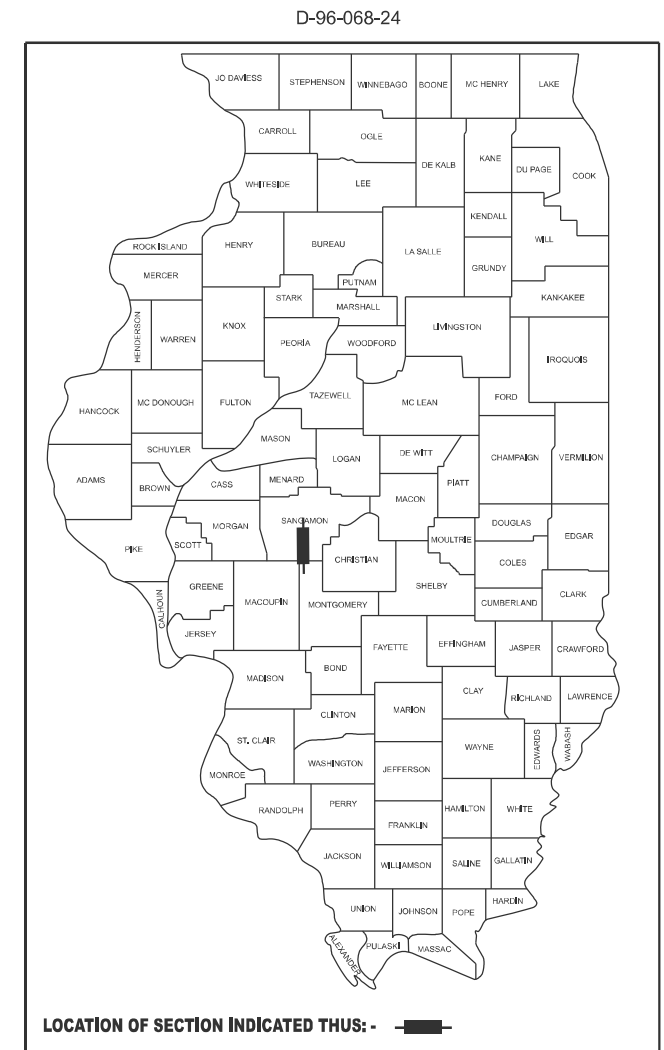 D-96-068-24
JO DAVIESS
STEPHENSON
WINNEBAGO
BOONE
MC HENRY
LAKE
CARROLL
OGLE
DE KALB
KANE
DU PAGE
COOK
WHITESIDE
LEE
KENDALL
WILL
ROCK ISLAND
HENRY
BUREAU
LA SALLE
GRUNDY
MERCER
PUTNAM
STARK
MARSHALL
KANKAKEE
HENDERSON
WARREN
KNOX
PEORIA
WOODFORD
LIVINGSTON
IROQUOIS
HANCOCK
MC DONOUGH
FULTON
TAZEWELL
MC LEAN
FORD
MASON
SCHUYLER
LOGAN
DE WITT
CHAMPAIGN
VERMILION
ADAMS
BROWN
CASS
MENARD
PIATT
MACON
MORGAN
SANGAMON
DOUGLAS
EDGAR
PIKE
SCOTT
CHRISTIAN
MOULTRIE
COLES
GREENE
MACOUPIN
MONTGOMERY
SHELBY
CUMBERLAND
CLARK
CALHOUN
JERSEY
FAYETTE
EFFINGHAM
JASPER
CRAWFORD
MADISON
BOND
CLAY
RICHLAND
LAWRENCE
CLINTON
MARION
ST. CLAIR
WAYNE
EDWARDS
WABASH
MONROE
WASHINGTON
JEFFERSON
RANDOLPH
PERRY
HAMILTON
WHITE
FRANKLIN
JACKSON
WILLIAMSON
SALINE
GALLATIN
UNION
JOHNSON
POPE
HARDIN
ALEXANDER
PULASKI
MASSAC
LOCATION OF SECTION INDICATED THUS: -